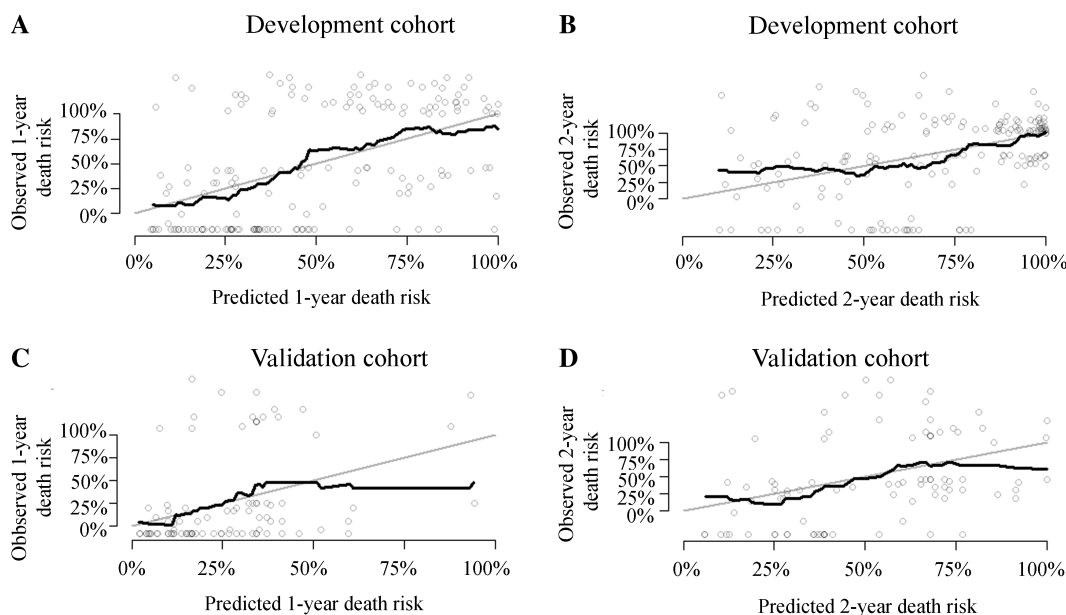 A
Development cohort
Observed 1-year
death risk
100%
75%
50%
25%
0%
0%
25%
50%
75%
100%
Predicted 1-year death risk
B
Development cohort
Observed 2-year
death risk
100%
75%
50%
25%
0%
0%
25%
50%
75%
100%
Predicted 2-year death risk
C
Validation cohort
Obbserved 1-year
death risk
100%
75%
50%
25%
0%
0%
25%
50%
75%
100%
Predicted 1-year death risk
D
Validation cohort
Observed 2-year
death risk
100%
75%
50%
25%
0%
0%
25%
50%
75%
100%
Predicted 2-year death risk